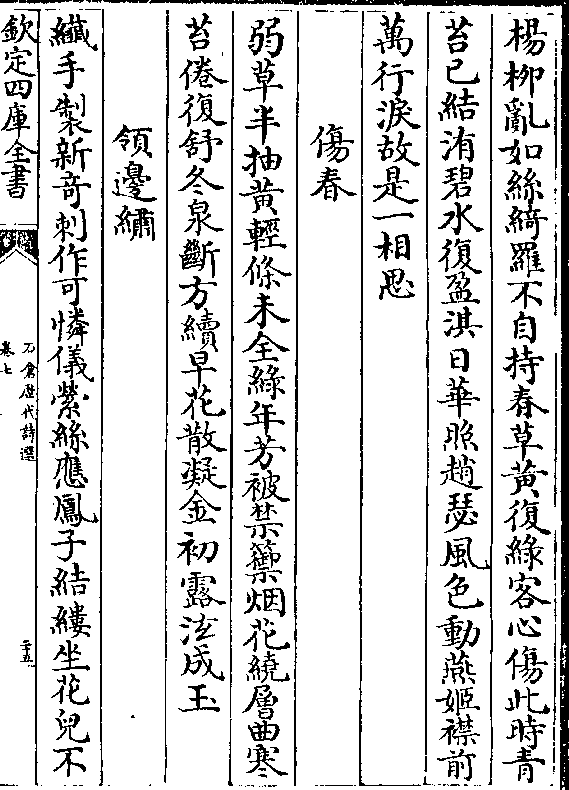 楊柳亂如絲綺羅不自持春草黄復緑客心傷此時青
苔已結洧碧水復盈淇日華照趙瑟風色動燕姬襟前
萬行淚故是一相思
傷春
弱草半抽黄輕條未全緑年芳被禁籞烟花繞層曲寒
苔倦復舒冬泉斷方續早花散凝金初露泫成玉
領邊繡
纖手製新竒刺作可憐儀縈絲應鳳子結縷坐花兒不
欽定四庫全書
石倉歷代詩選
卷七
二十五